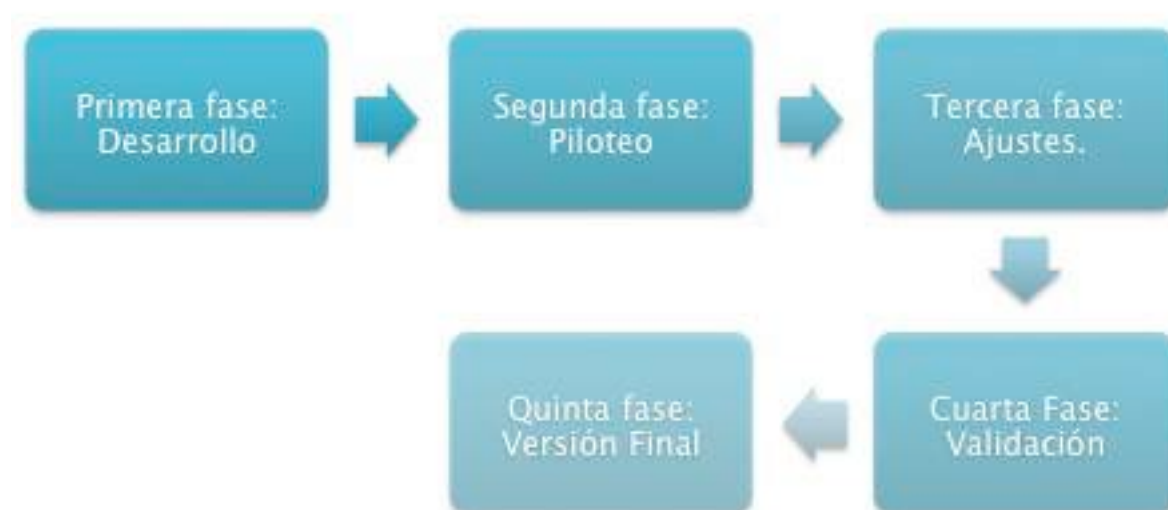 Primera fase:
Desarrollo
Segunda fase:
Piloteo
Tercera fase:
Ajustes.
Cuarta Fase:
Validación
Quinta fase:
Versión Final